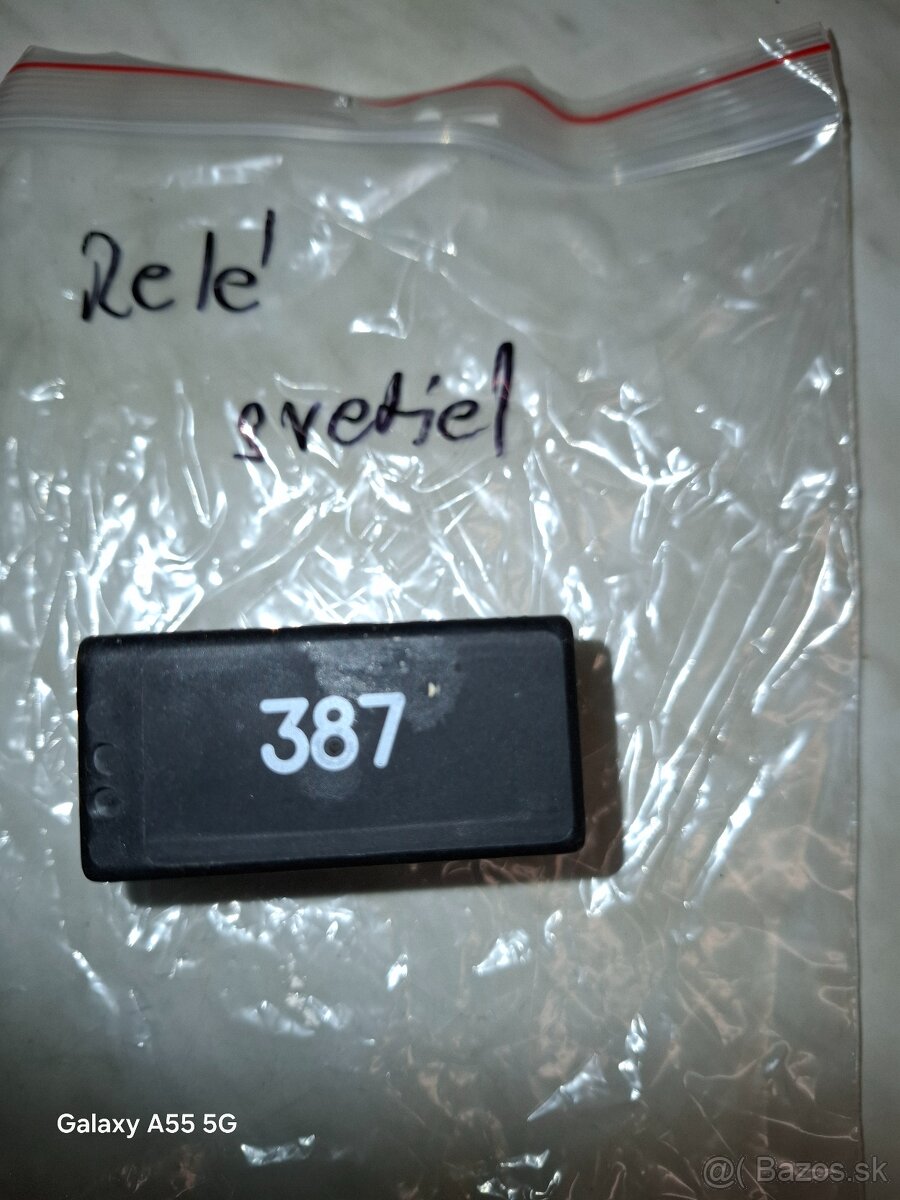 Relé
svetiel
387
Galaxy A55 5G
@( Bazos.sk